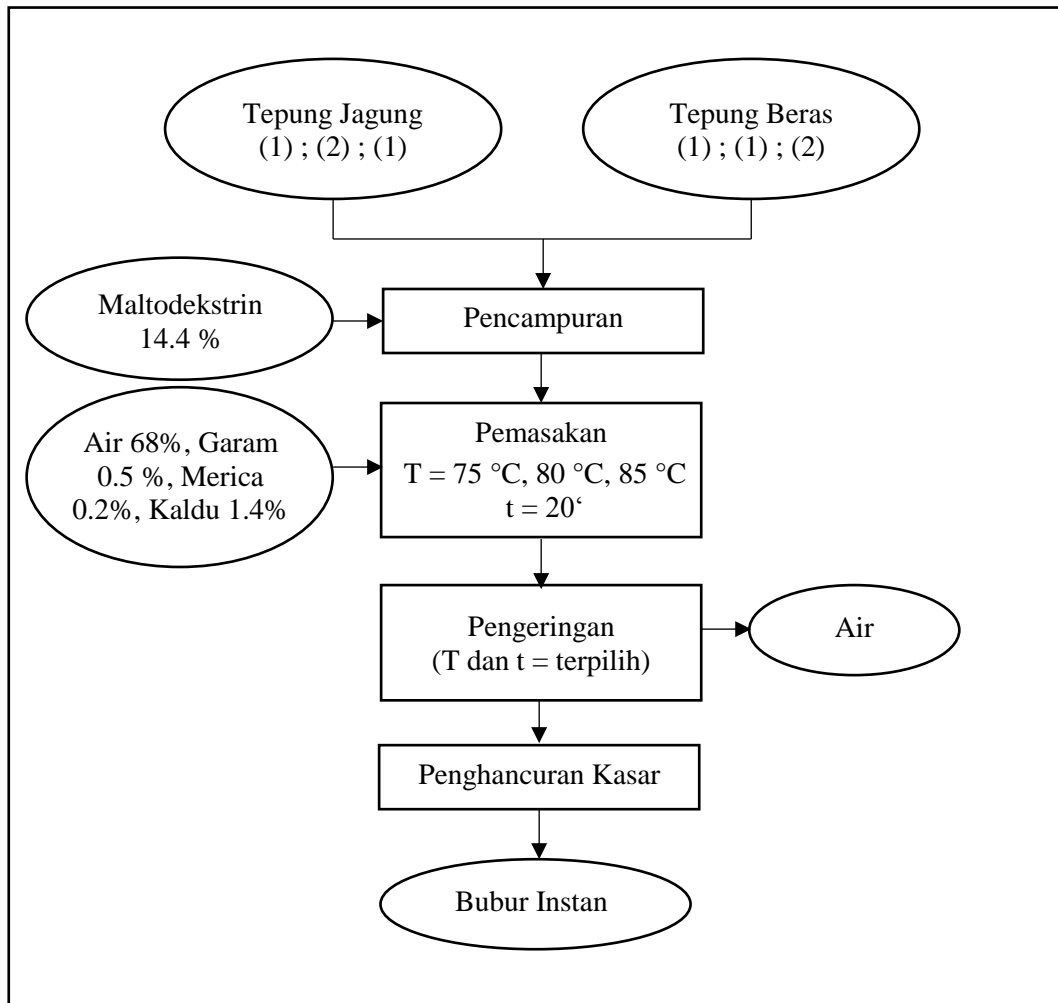 Tepung Jagung
(1) ; (2) ; (1)
Tepung Beras
(1) ; (1) ; (2)
Maltodekstrin
14.4 %
Pencampuran
Air 68%, Garam
0.5 %, Merica
0.2%, Kaldu 1.4%
Pemasakan
T = 75 °C, 80 °C, 85 °C
t = 20‘
Pengeringan
(T dan t = terpilih)
Air
Penghancuran Kasar
Bubur Instan